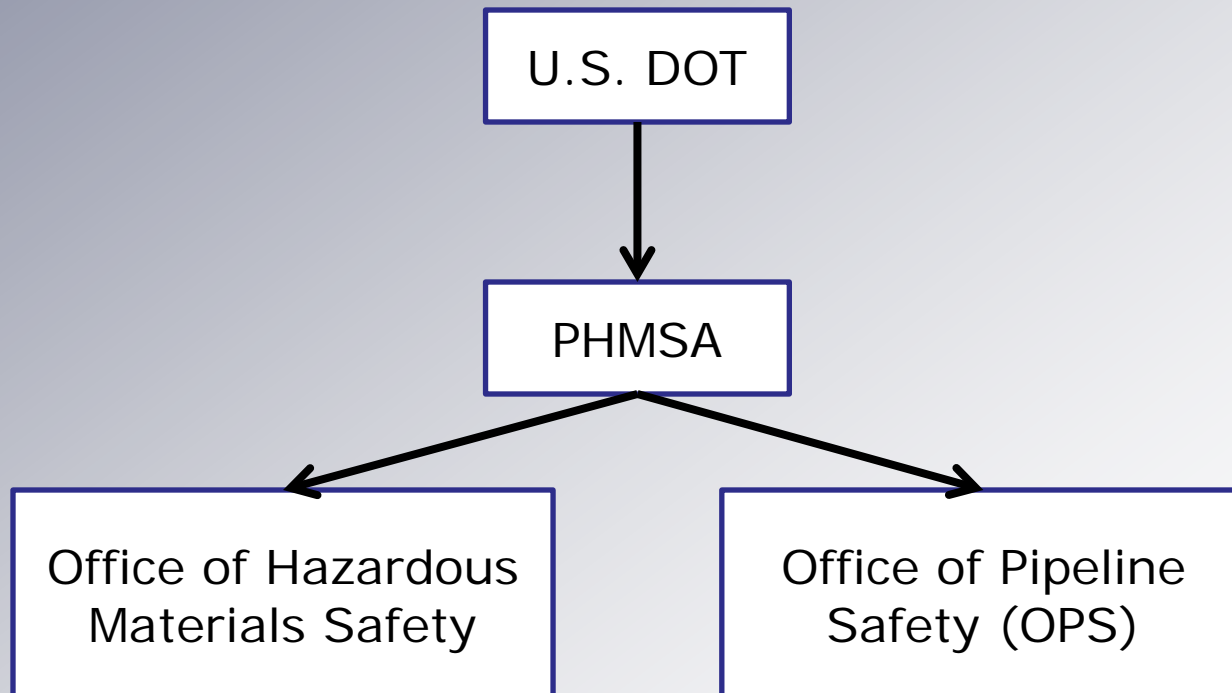 U.S. DOT
PHMSA
Office of Hazardous
Materials Safety
Office of Pipeline
Safety (OPS)